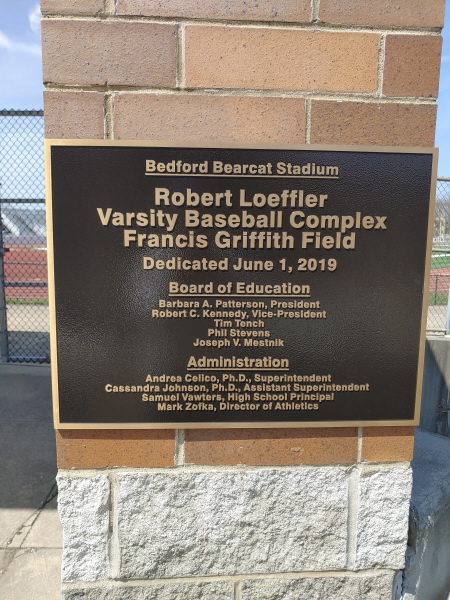 Bedford Bearcat Stadium
Robert Loeffler
Varsity Baseball Complex
Francis Griffith Field
Dedicated June 1, 2019
Board of Education
Barbara A. Patterson, President
Robert C. Kennedy, Vice-President
Tim Tench
Phil Stevens
Joseph V. Mestnik
Administration
Andrea Celico, Ph.D., Superintendent
Cassandra Johnson, Ph.D., Assistant Superintendent
Samuel Vawters, High School Principal
Mark Zofka, Director of Athletics